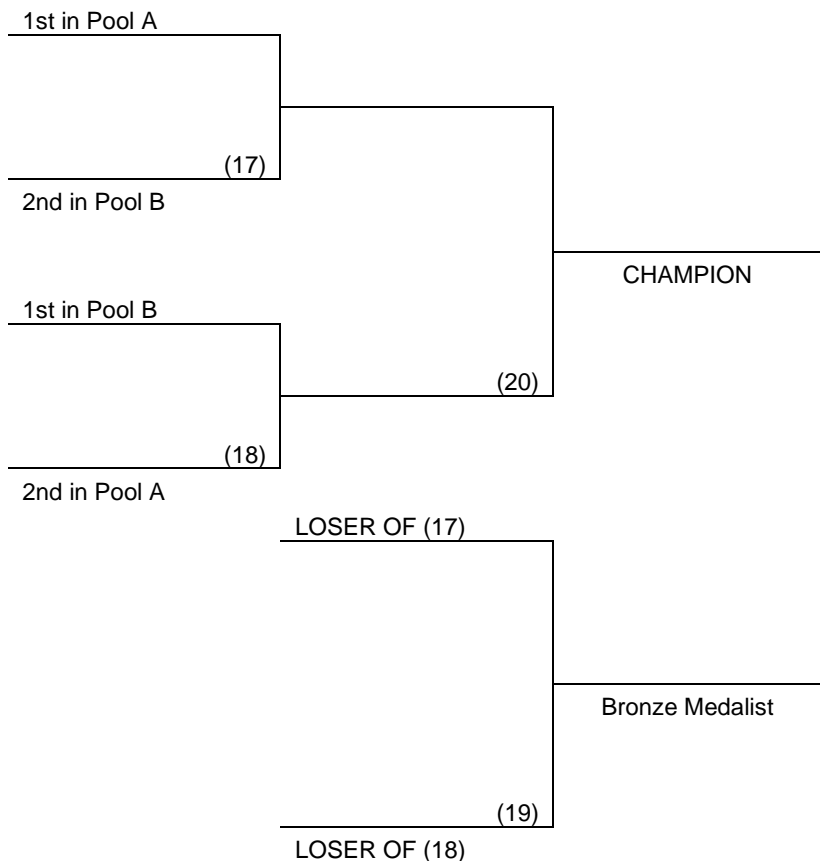 1st in Pool A
(17)
2nd in Pool B
CHAMPION
1st in Pool B
(20)
(18)
2nd in Pool A
LOSER OF (17)
Bronze Medalist
(19)
LOSER OF (18)